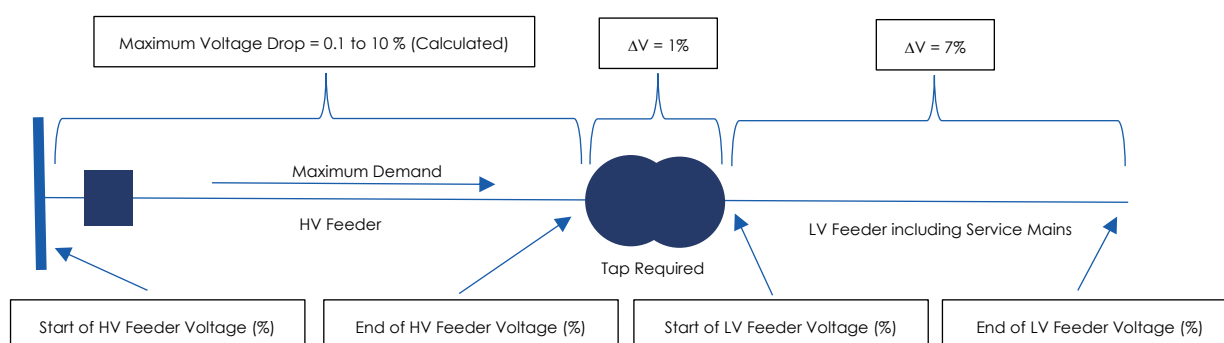 Maximum Voltage Drop = 0.1 to 10 % (Calculated)
ΔV = 1%
ΔV = 7%
Maximum Demand
HV Feeder
LV Feeder including Service Mains
Tap Required
Start of HV Feeder Voltage (%)
End of HV Feeder Voltage (%)
Start of LV Feeder Voltage (%)
End of LV Feeder Voltage (%)